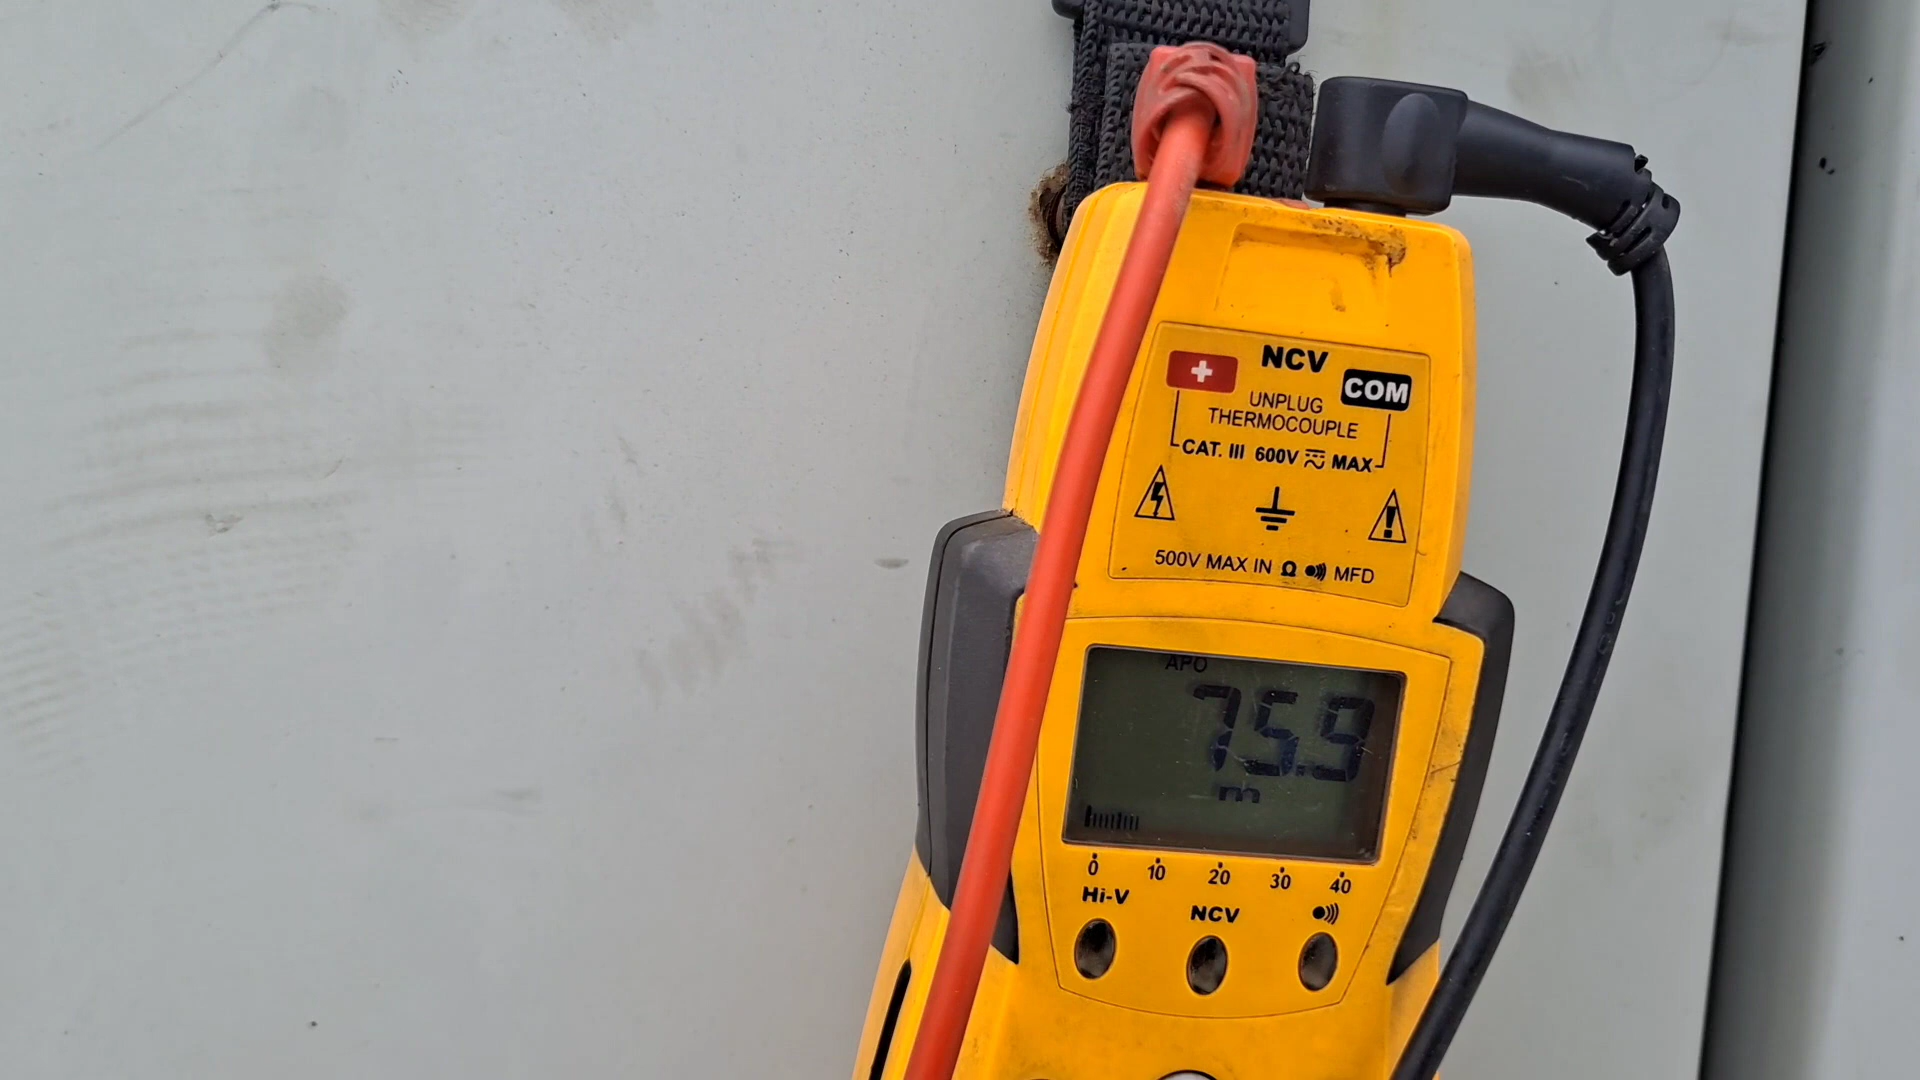 NCV
+ COM
UNPLUG
THERMOCOUPLE
CAT. III 600V ⎓ ~ MAX
500V MAX IN Ω MFD
APO
75.9
m
0 10 20 30 40
Hi-V NCV